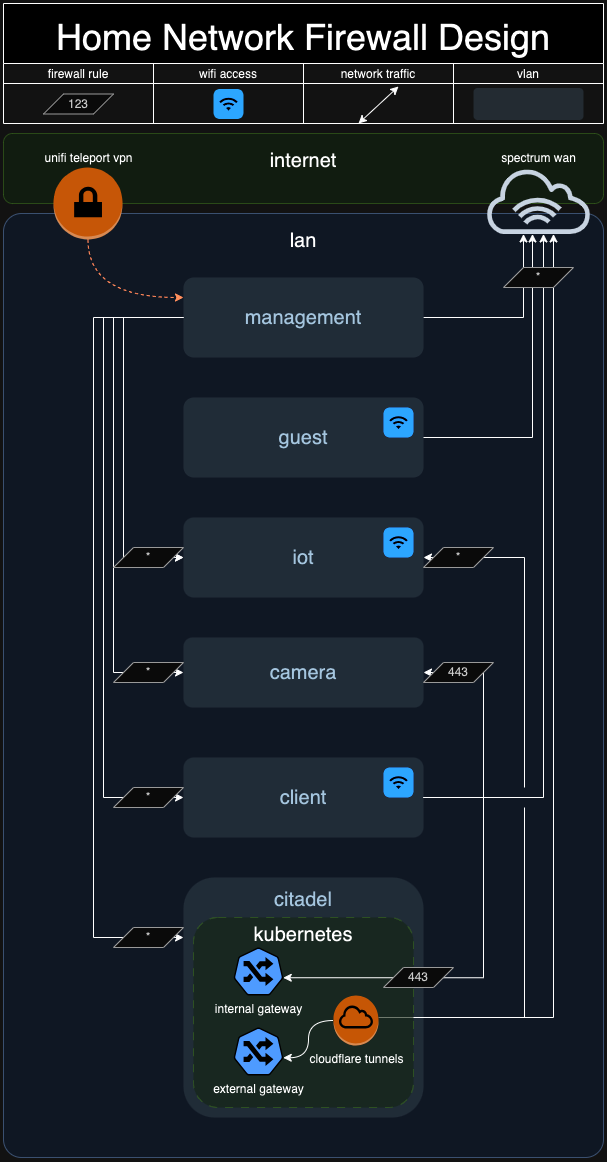 Home Network Firewall Design
firewall rule
wifi access
network traffic
vlan
123
unifi teleport vpn
internet
spectrum wan
lan
*
management
guest
*
iot
*
*
camera
443
*
client
citadel
kubernetes
*
443
internal gateway
cloudflare tunnels
external gateway